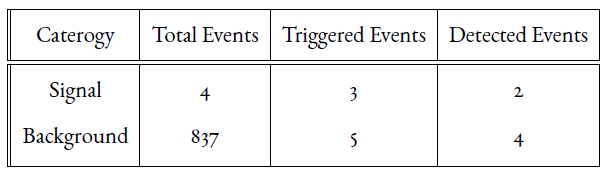 Caterogy Total Events Triggered Events Detected Events
Signal 4 3 2
Background 837 5 4